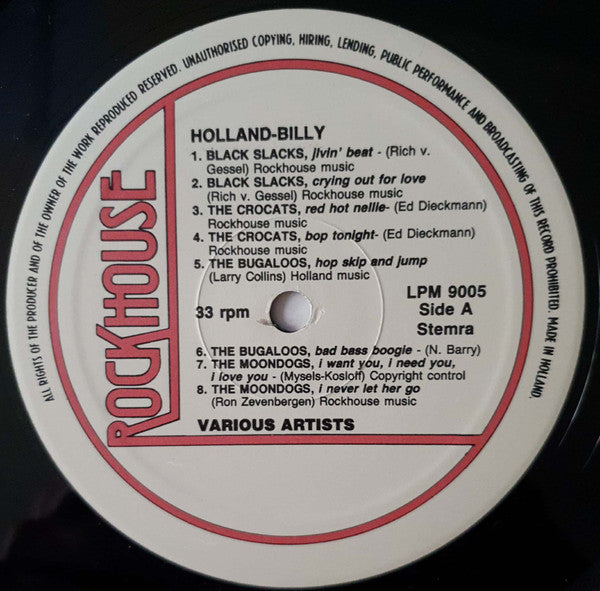 ALL RIGHTS OF THE PRODUCER AND OF THE OWNER OF THE WORK REPRODUCED RESERVED. UNAUTHORISED COPYING, HIRING, LENDING, PUBLIC PERFORMANCE AND BROADCASTING OF THIS RECORD PROHIBITED. MADE IN HOLLAND.
ROCKHOUSE
HOLLAND-BILLY
1. BLACK SLACKS, jivin' beat - (Rich v.
Gessel) Rockhouse music
2. BLACK SLACKS, crying out for love
(Rich v. Gessel) Rockhouse music
3. THE CROCATS, red hot nellie- (Ed Dieckmann)
Rockhouse music
4. THE CROCATS, bop tonight- (Ed Dieckmann)
Rockhouse music
5. THE BUGALOOS, hop skip and jump
(Larry Collins) Holland music
33 rpm
LPM 9005
Side A
Stemra
6. THE BUGALOOS, bad bass boogie - (N. Barry)
7. THE MOONDOGS, i want you, i need you,
i love you - (Mysels-Kosloff) Copyright control
8. THE MOONDOGS, i never let her go
(Ron Zevenbergen) Rockhouse music
VARIOUS ARTISTS